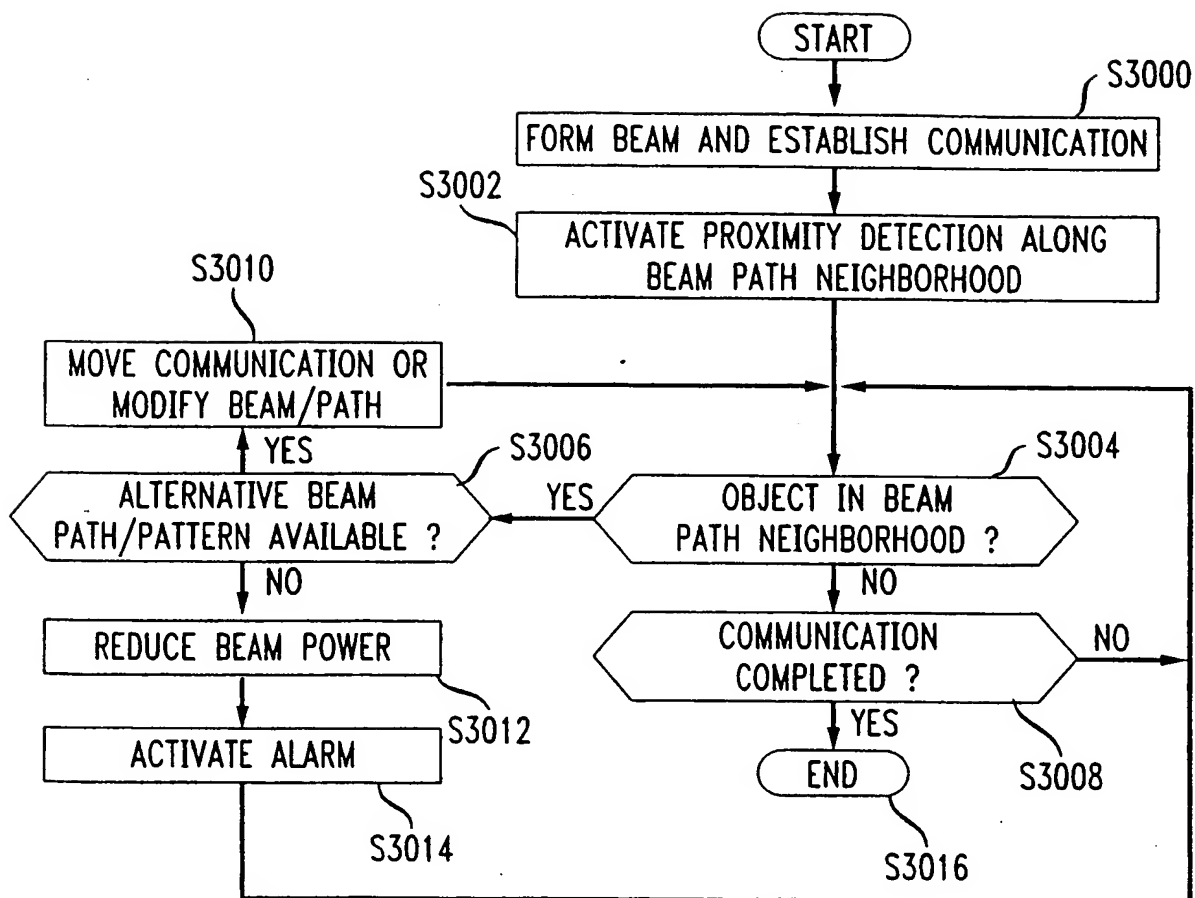 START
S3000
FORM BEAM AND ESTABLISH COMMUNICATION
S3002
ACTIVATE PROXIMITY DETECTION ALONG
BEAM PATH NEIGHBORHOOD
S3010
MOVE COMMUNICATION OR
MODIFY BEAM/PATH
YES
S3006
ALTERNATIVE BEAM
PATH/PATTERN AVAILABLE ?
YES
S3004
OBJECT IN BEAM
PATH NEIGHBORHOOD ?
NO
NO
REDUCE BEAM POWER
S3012
COMMUNICATION
COMPLETED ?
NO
S3008
YES
ACTIVATE ALARM
S3014
END
S3016